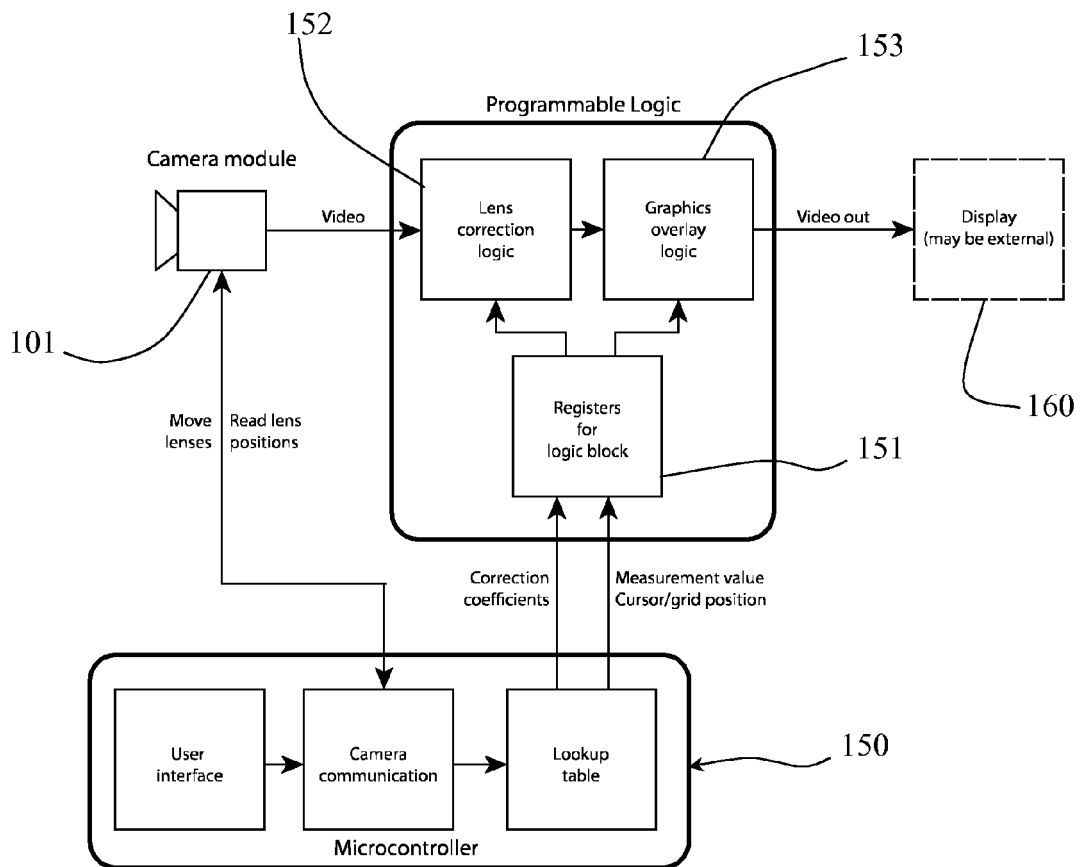 152
153
Programmable Logic
Camera module
Video
Lens
correction
logic
Graphics
overlay
logic
Video out
Display
(may be external)
101
160
Move
lenses
Read lens
positions
Registers
for
logic block
151
Correction
coefficients
Measurement value
Cursor/grid position
User
interface
Camera
communication
Lookup
table
150
Microcontroller